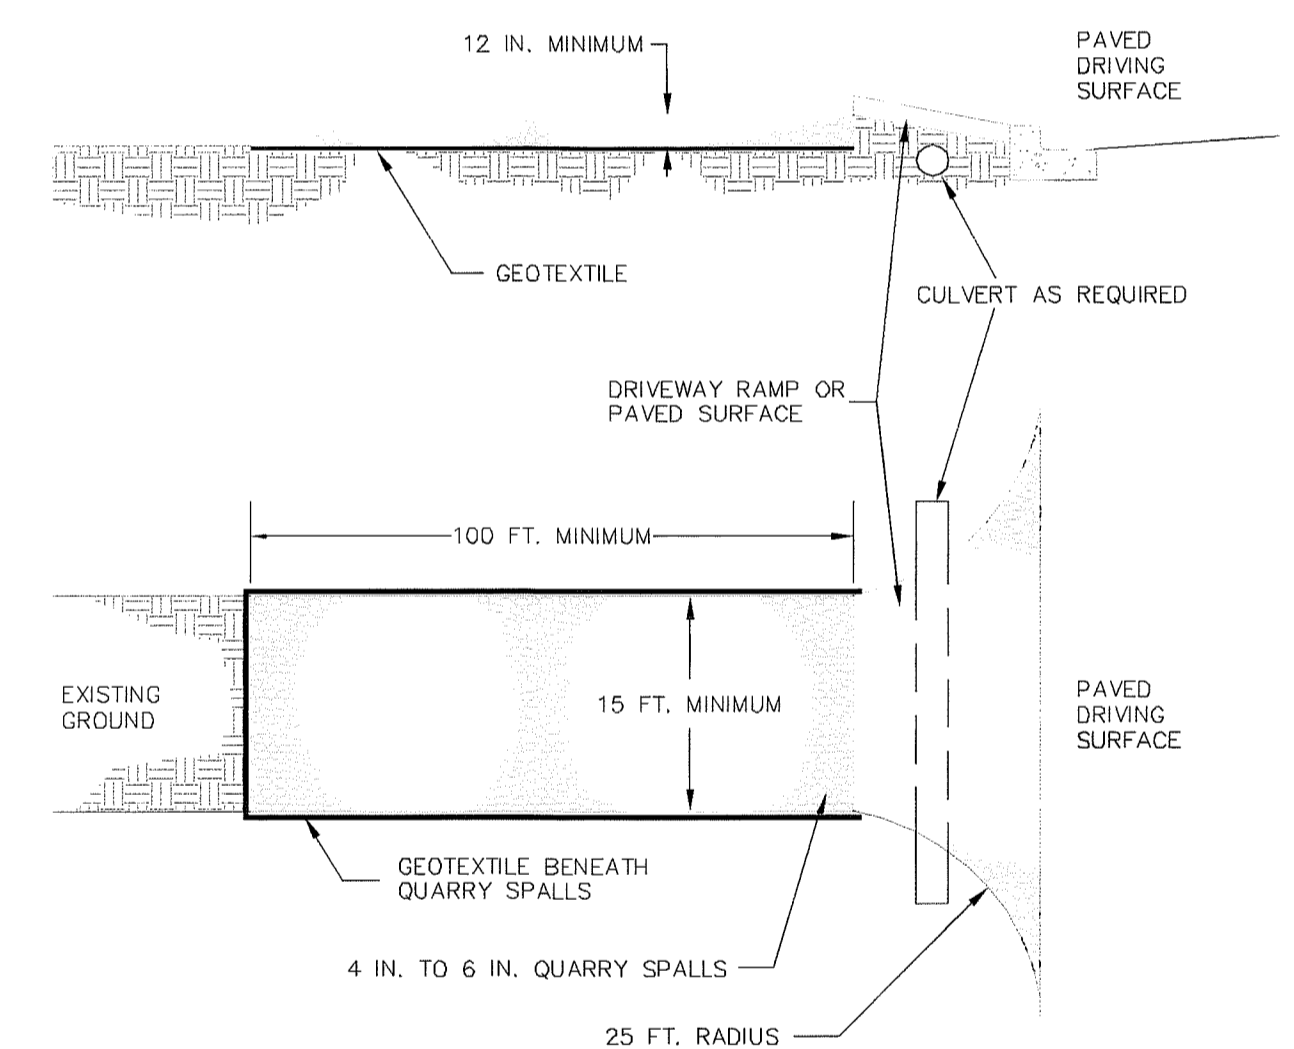 12 IN. MINIMUM
PAVED
DRIVING
SURFACE
GEOTEXTILE
CULVERT AS REQUIRED
DRIVEWAY RAMP OR
PAVED SURFACE
100 FT. MINIMUM
EXISTING
GROUND
15 FT. MINIMUM
PAVED
DRIVING
SURFACE
GEOTEXTILE BENEATH
QUARRY SPALLS
4 IN. TO 6 IN. QUARRY SPALLS
25 FT. RADIUS